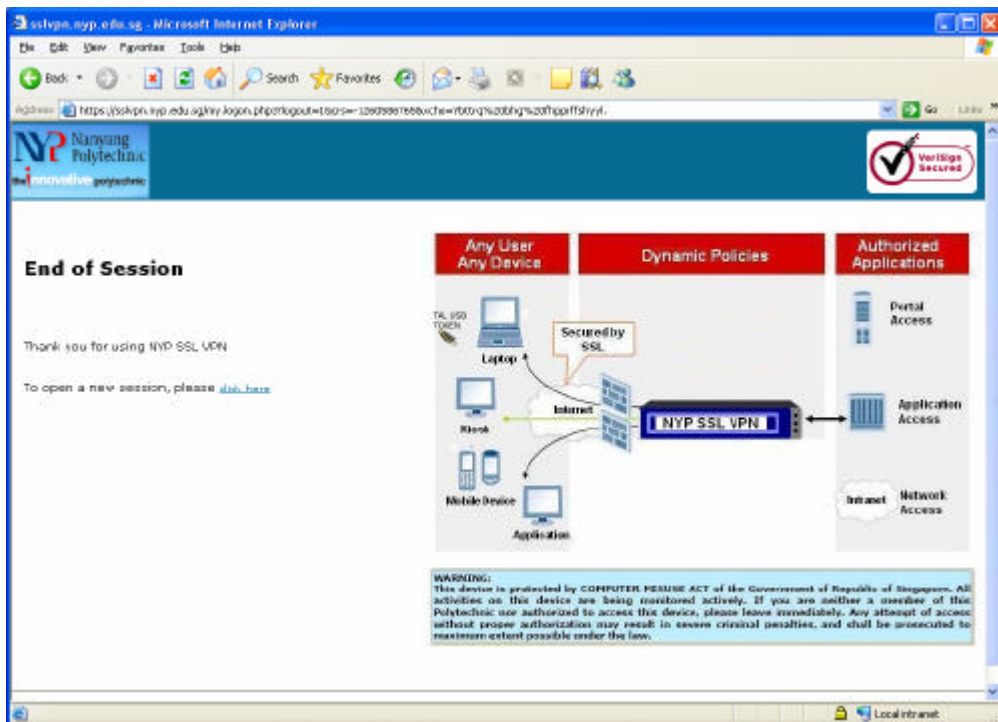 sslvpn.nyp.edu.sg - Microsoft Internet Explorer
File Edit View Favorites Tools Help
Back Search Favorites
Address Go Links
NYP Nanyang
Polytechnic
the innovative polytechnic
VeriSign
Secured
End of Session
Thank you for using NYP SSL VPN
To open a new session, please click here
Any User
Any Device
Dynamic Policies
Authorized
Applications
USB
TOKEN
Laptop
Secured by
SSL
Internet
Kiosk
Mobile Device
Application
NYP SSL VPN
Portal
Access
Application
Access
Intranet
Network
Access
WARNING:
This device is protected by COMPUTER MISUSE ACT of the Government of Republic of Singapore. All
activities on this device are being monitored actively. If you are neither a member of this
Polytechnic nor authorized to access this device, please leave immediately. Any attempt of access
without proper authorization may result in severe criminal penalties, and shall be prosecuted to
maximum extent possible under the law.
Local intranet